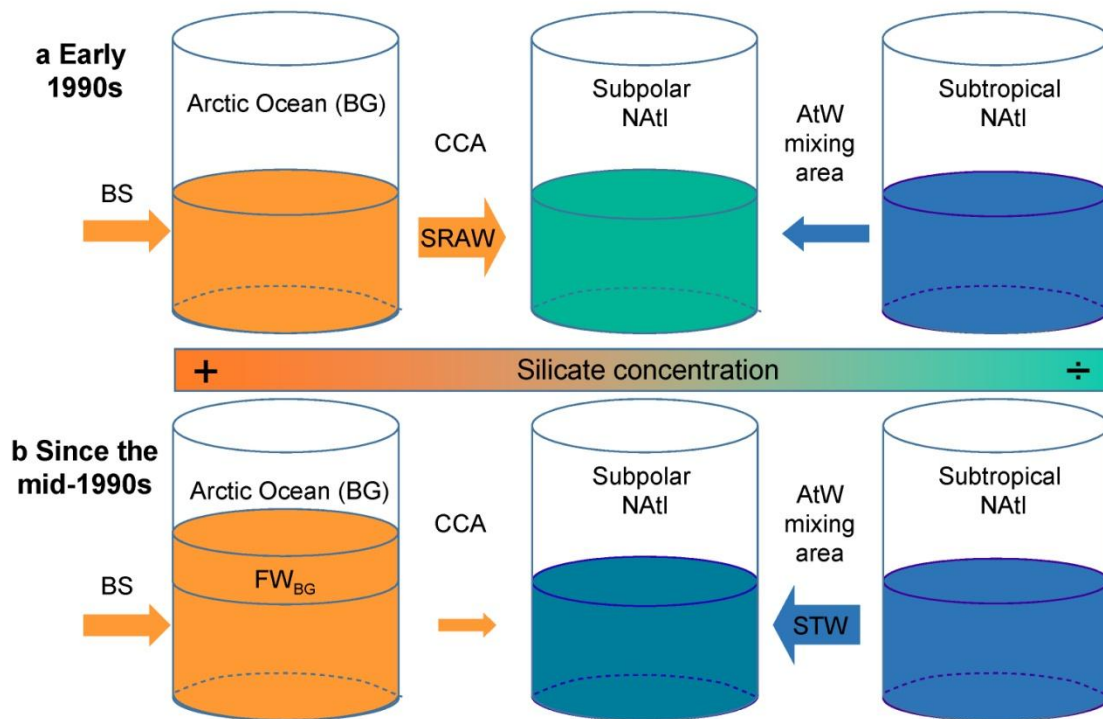 a Early
1990s
Arctic Ocean (BG)
Subpolar
NAtl
Subtropical
NAtl
CCA
AtW
mixing
area
BS
SRAW
+ Silicate concentration ÷
b Since the
mid-1990s
Arctic Ocean (BG)
Subpolar
NAtl
Subtropical
NAtl
CCA
AtW
mixing
area
BS
FWBG
STW